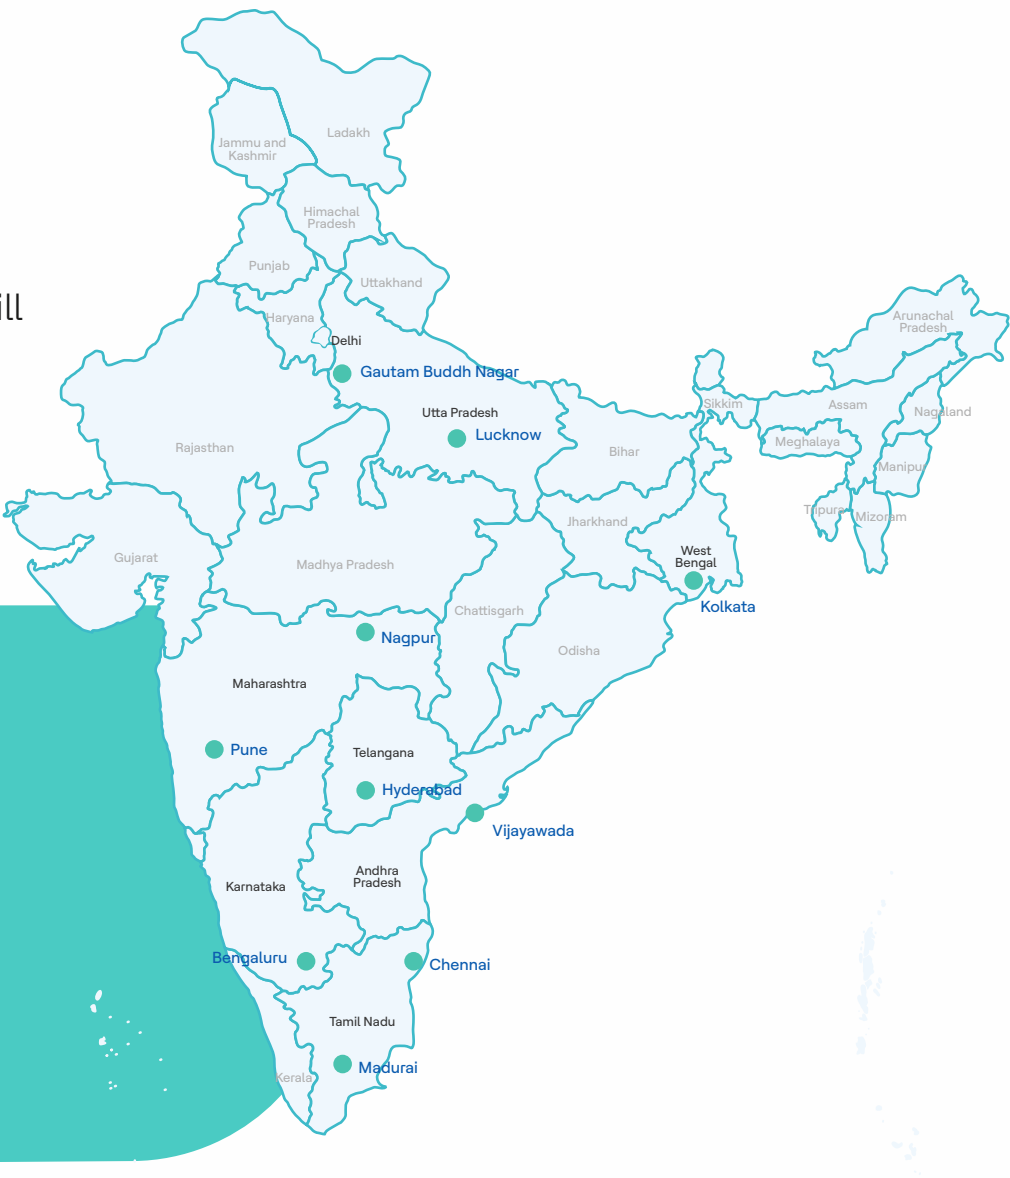 Ladakh
Jammu and
Kashmir
Himachal
Pradesh
Punjab
Uttakhand
ill
Haryana
Delhi
Arunachal
Pradesh
Gautam Buddh Nagar
Utta Pradesh
Lucknow
Sikkim
Assam
Nagaland
Rajasthan
Bihar
Meghalaya
Manipur
Jharkhand
Tripura
Mizoram
Gujarat
Madhya Pradesh
West
Bengal
Kolkata
Chattisgarh
Nagpur
Odisha
Maharashtra
Pune
Telangana
Hyderabad
Vijayawada
Andhra
Pradesh
Karnataka
Bengaluru
Chennai
Tamil Nadu
Madurai
Kerala